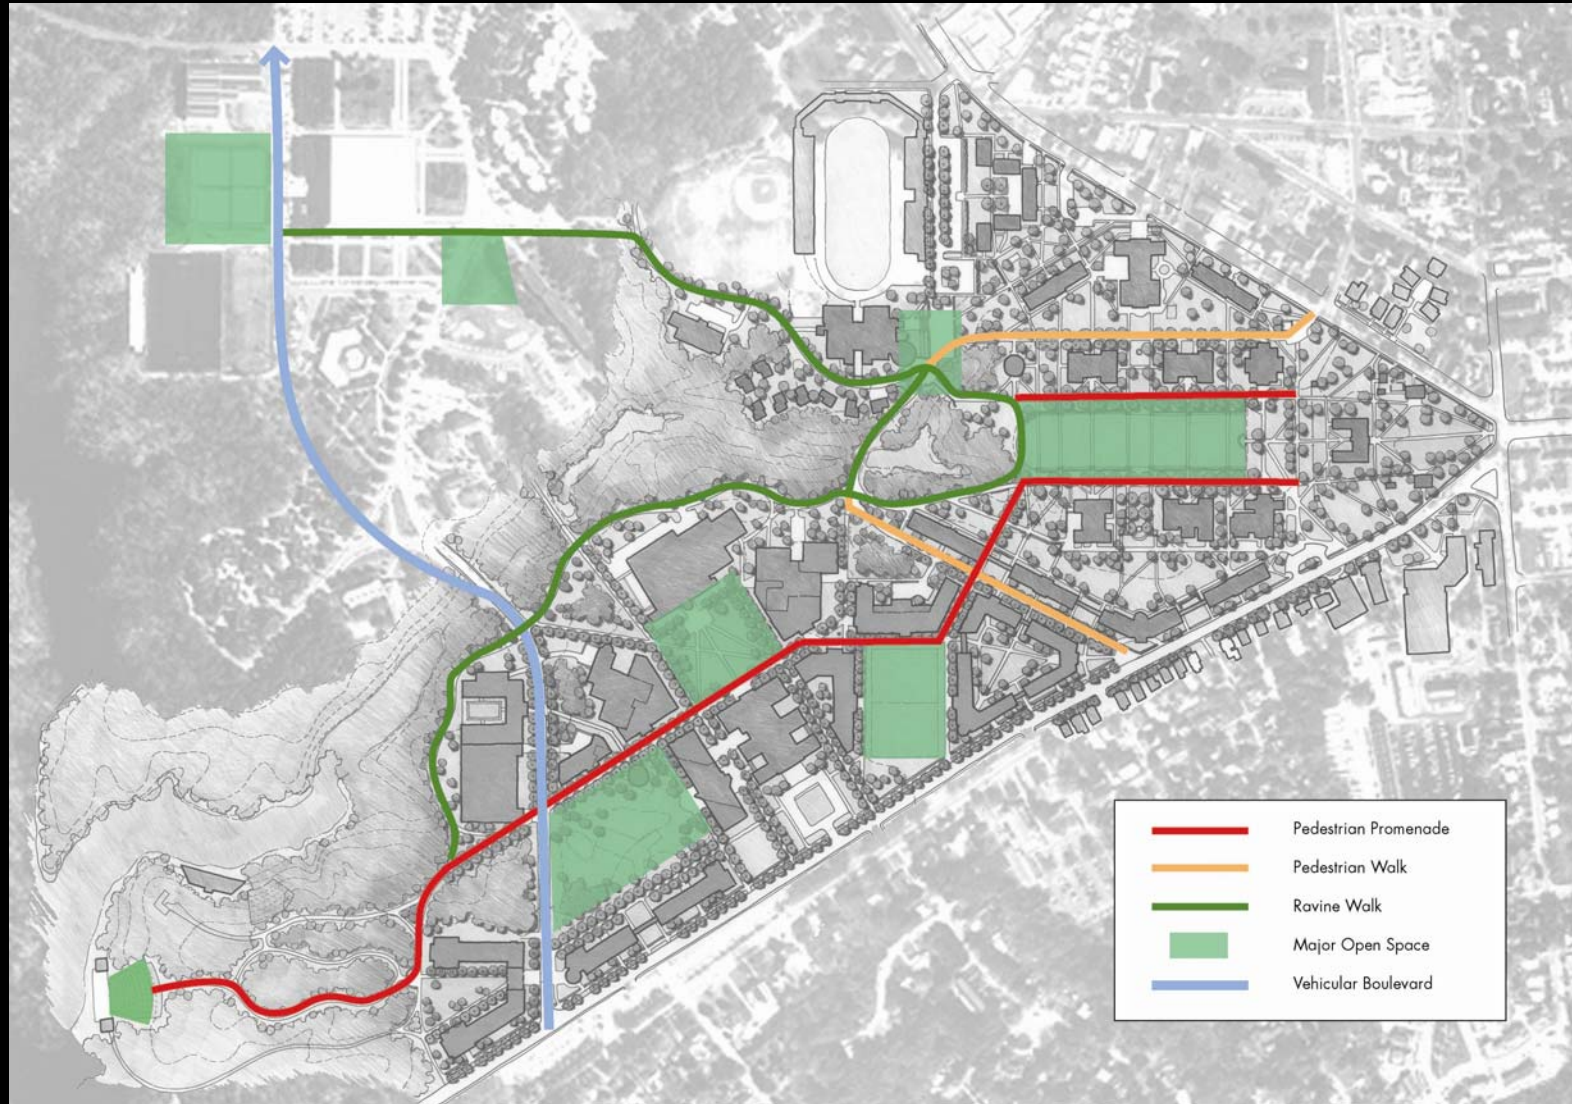 Pedestrian Promenade
Pedestrian Walk
Ravine Walk
Major Open Space
Vehicular Boulevard